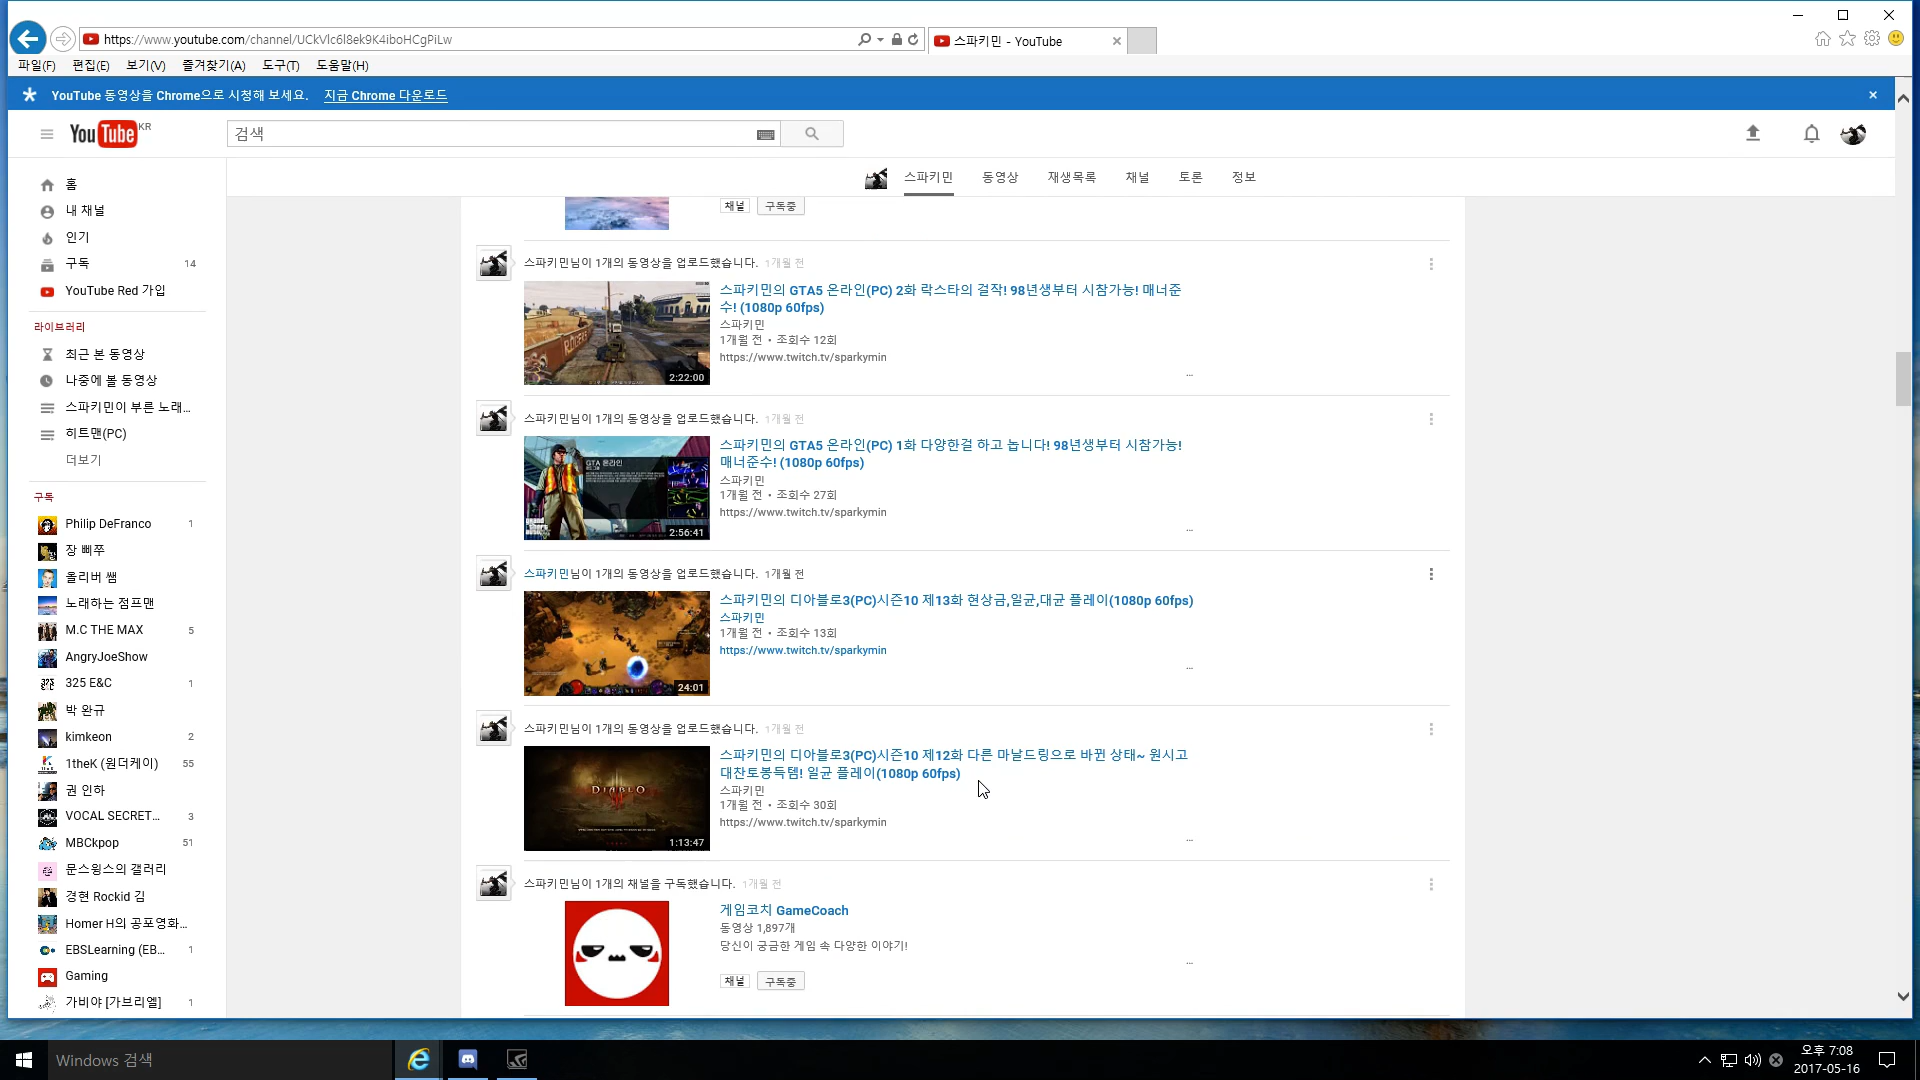 https://www.youtube.com/channel/UCkVlc6l8ek9K4iboHCgPiLw
스파키민 - YouTube
파일(F) 편집(E) 보기(V) 즐겨찾기(A) 도구(T) 도움말(H)
YouTube 동영상을 Chrome으로 시청해 보세요. 지금 Chrome 다운로드
YouTube KR
검색
스파키민 동영상 재생목록 채널 토론 정보
홈
내 채널
인기
구독 14
YouTube Red 가입
라이브러리
최근 본 동영상
나중에 볼 동영상
스파키민이 부른 노래...
히트맨(PC)
더보기
구독
Philip DeFranco 1
장 삐쭈
올리버 쌤
노래하는 점프맨
M.C THE MAX 5
AngryJoeShow
325 E&C 1
박 완규
kimkeon 2
1theK (원더케이) 55
권 인하
VOCAL SECRET... 3
MBCkpop 51
문스윙스의 갤러리
경현 Rockid 김
Homer H의 공포영화...
EBSLearning (EB... 1
Gaming
가비야 [가브리엘] 1
채널 구독중
스파키민님이 1개의 동영상을 업로드했습니다. 1개월 전
스파키민의 GTA5 온라인(PC) 2화 락스타의 걸작! 98년생부터 시참가능! 매너준
수! (1080p 60fps)
스파키민
1개월 전 • 조회수 12회
https://www.twitch.tv/sparkymin
2:22:00
스파키민님이 1개의 동영상을 업로드했습니다. 1개월 전
스파키민의 GTA5 온라인(PC) 1화 다양한걸 하고 놉니다! 98년생부터 시참가능!
매너준수! (1080p 60fps)
스파키민
1개월 전 • 조회수 27회
https://www.twitch.tv/sparkymin
GTA 온라인
2:56:41
스파키민님이 1개의 동영상을 업로드했습니다. 1개월 전
스파키민의 디아블로3(PC)시즌10 제13화 현상금,일균,대균 플레이(1080p 60fps)
스파키민
1개월 전 • 조회수 13회
https://www.twitch.tv/sparkymin
24:01
스파키민님이 1개의 동영상을 업로드했습니다. 1개월 전
스파키민의 디아블로3(PC)시즌10 제12화 다른 마날드링으로 바뀐 상태~ 원시고
대찬토봉득템! 일균 플레이(1080p 60fps)
스파키민
1개월 전 • 조회수 30회
https://www.twitch.tv/sparkymin
DIABLO
1:13:47
스파키민님이 1개의 채널을 구독했습니다. 1개월 전
게임코치 GameCoach
동영상 1,897개
당신이 궁금한 게임 속 다양한 이야기!
채널 구독중
Windows 검색
오후 7:08
2017-05-16